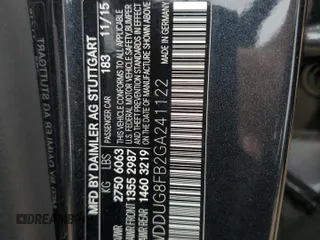 MFD BY DAIMLER AG STUTTGART
PASSENGER CAR 183 11/15
KG LBS
2750 6063
FRONT 1355 2987
REAR 1460 3219
THIS VEHICLE CONFORMS TO ALL APPLICABLE
FEDERAL MOTOR VEHICLE SAFETY/BUMPER
AND THEFT PREVENTION STANDARDS IN EFFECT
ON THE DATE OF MANUFACTURE SHOWN ABOVE
WDDUG8FB2GA241122
MADE IN GERMANY